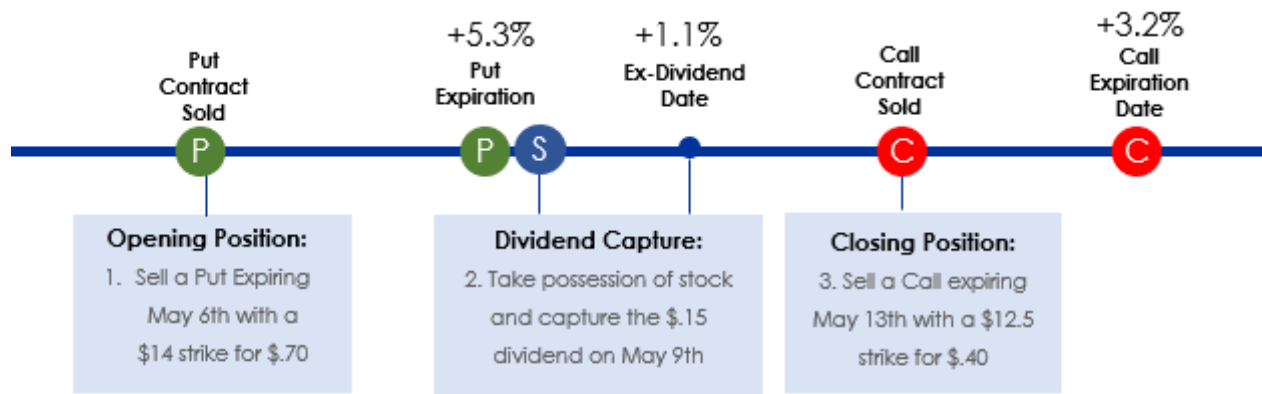 Put
Contract
Sold
+5.3%
Put
Expiration
+1.1%
Ex-Dividend
Date
Call
Contract
Sold
+3.2%
Call
Expiration
Date
P
P
S
C
C
Opening Position:
1. Sell a Put Expiring
May 6th with a
$14 strike for $.70
Dividend Capture:
2. Take possession of stock
and capture the $.15
dividend on May 9th
Closing Position:
3. Sell a Call expiring
May 13th with a $12.5
strike for $.40